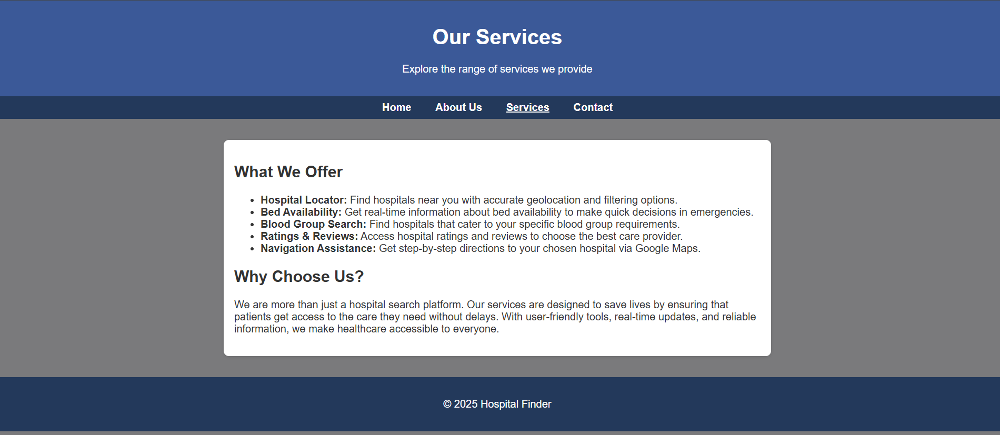 Our Services
Explore the range of services we provide
Home About Us Services Contact
What We Offer
• Hospital Locator: Find hospitals near you with accurate geolocation and filtering options.
• Bed Availability: Get real-time information about bed availability to make quick decisions in emergencies.
• Blood Group Search: Find hospitals that cater to your specific blood group requirements.
• Ratings & Reviews: Access hospital ratings and reviews to choose the best care provider.
• Navigation Assistance: Get step-by-step directions to your chosen hospital via Google Maps.
Why Choose Us?
We are more than just a hospital search platform. Our services are designed to save lives by ensuring that
patients get access to the care they need without delays. With user-friendly tools, real-time updates, and reliable
information, we make healthcare accessible to everyone.
© 2025 Hospital Finder